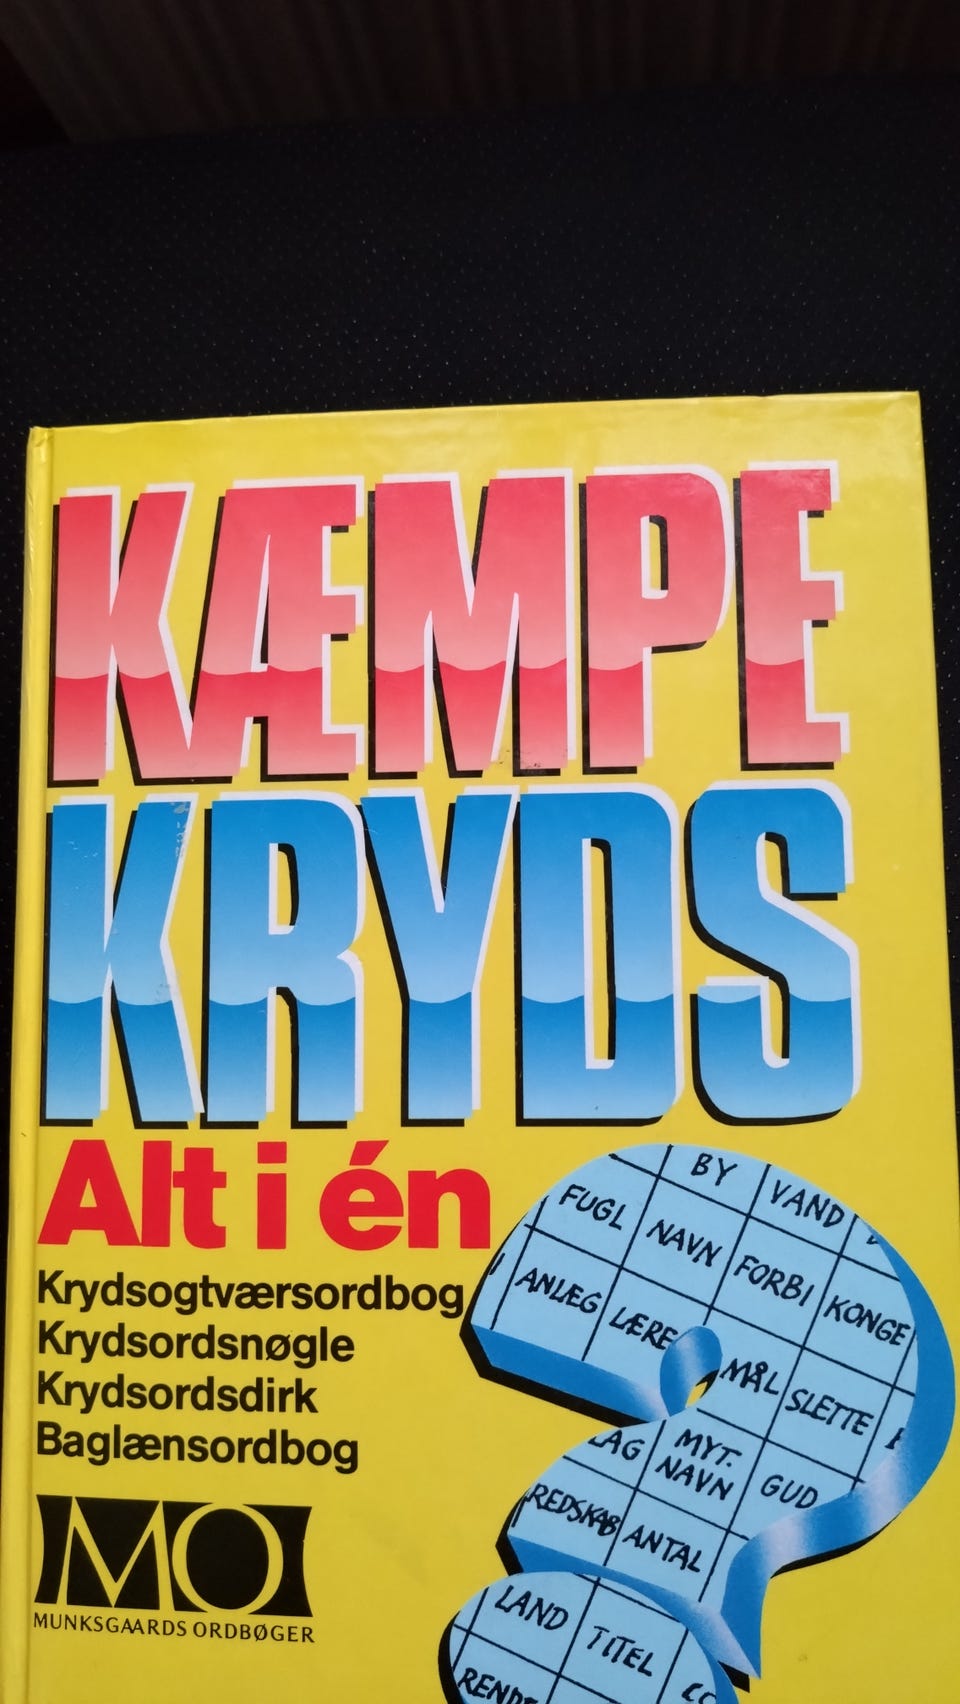 KÆMPE
KRYDS
Alt i én
Krydsogtværsordbog
Krydsordsnøgle
Krydsordsdirk
Baglænsordbog
MO
MUNKSGAARDS ORDBØGER
BY
VAND
FUGL
NAVN
FORBI
KONGE
ANLÆG
LÆRE
MÅL
SLETTE
MYT.
NAVN
GUD
REDSKAB
ANTAL
LAND
TITEL